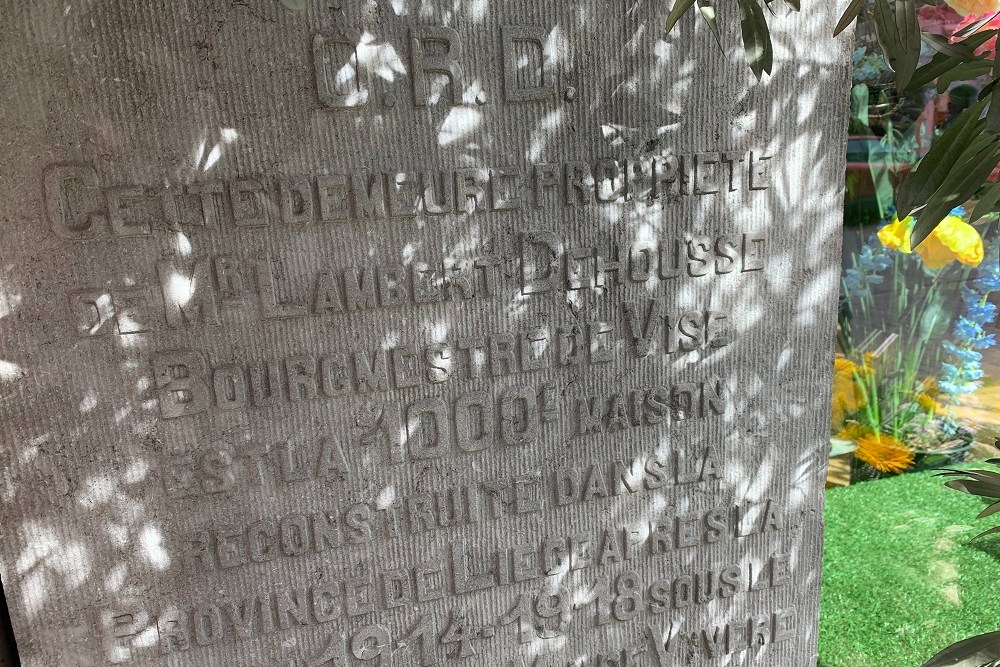 O.R.D.
CETTE DEMEURE PROPRIETE
DE MR LAMBERT DEHOUSSE
BOURGMESTRE DE VISE
EST LA 1000E MAISON
RECONSTRUITE DANS LA
PROVINCE DE LIEGE APRES LA
1914-1918 SOUS LE
VYVERE